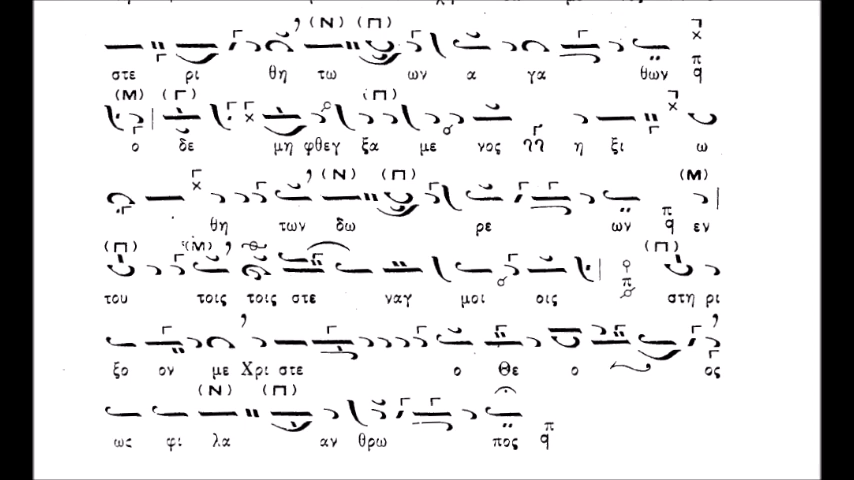 στε ρι θη τω ων α γα θων
ο δε μη φθεγ ξα με νος η ξι ω
θη των δω ρε ων εν
του τοις τοις στε ναγ μοι οις στη ρι
ξο ον με Χρι στε ο Θε ο ος
ως φι λα αν θρω πος